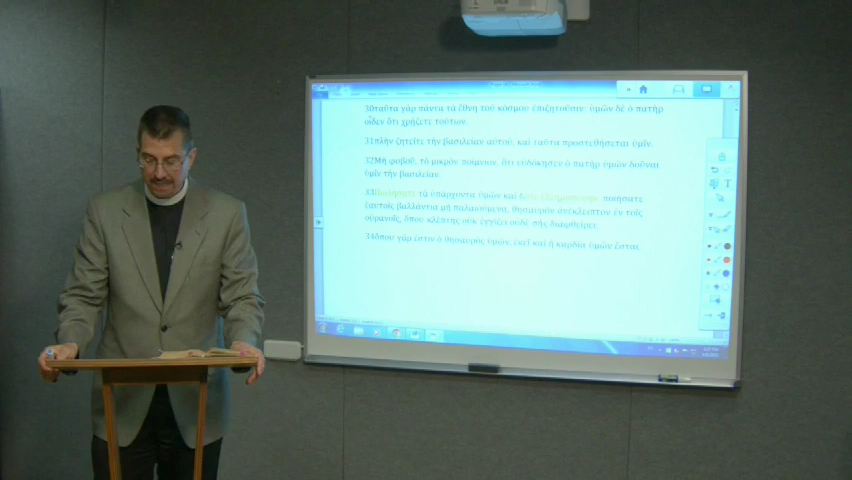 30ταῦτα γὰρ πάντα τὰ ἔθνη τοῦ κόσμου ἐπιζητοῦσιν· ὑμῶν δὲ ὁ πατὴρ
οἶδεν ὅτι χρῄζετε τούτων.
31πλὴν ζητεῖτε τὴν βασιλείαν αὐτοῦ, καὶ ταῦτα προστεθήσεται ὑμῖν.
32Μὴ φοβοῦ, τὸ μικρὸν ποίμνιον, ὅτι εὐδόκησεν ὁ πατὴρ ὑμῶν δοῦναι
ὑμῖν τὴν βασιλείαν.
33Πωλήσατε τὰ ὑπάρχοντα ὑμῶν καὶ δότε ἐλεημοσύνην· ποιήσατε
ἑαυτοῖς βαλλάντια μὴ παλαιούμενα, θησαυρὸν ἀνέκλειπτον ἐν τοῖς
οὐρανοῖς, ὅπου κλέπτης οὐκ ἐγγίζει οὐδὲ σὴς διαφθείρει.
34ὅπου γάρ ἐστιν ὁ θησαυρὸς ὑμῶν, ἐκεῖ καὶ ἡ καρδία ὑμῶν ἔσται